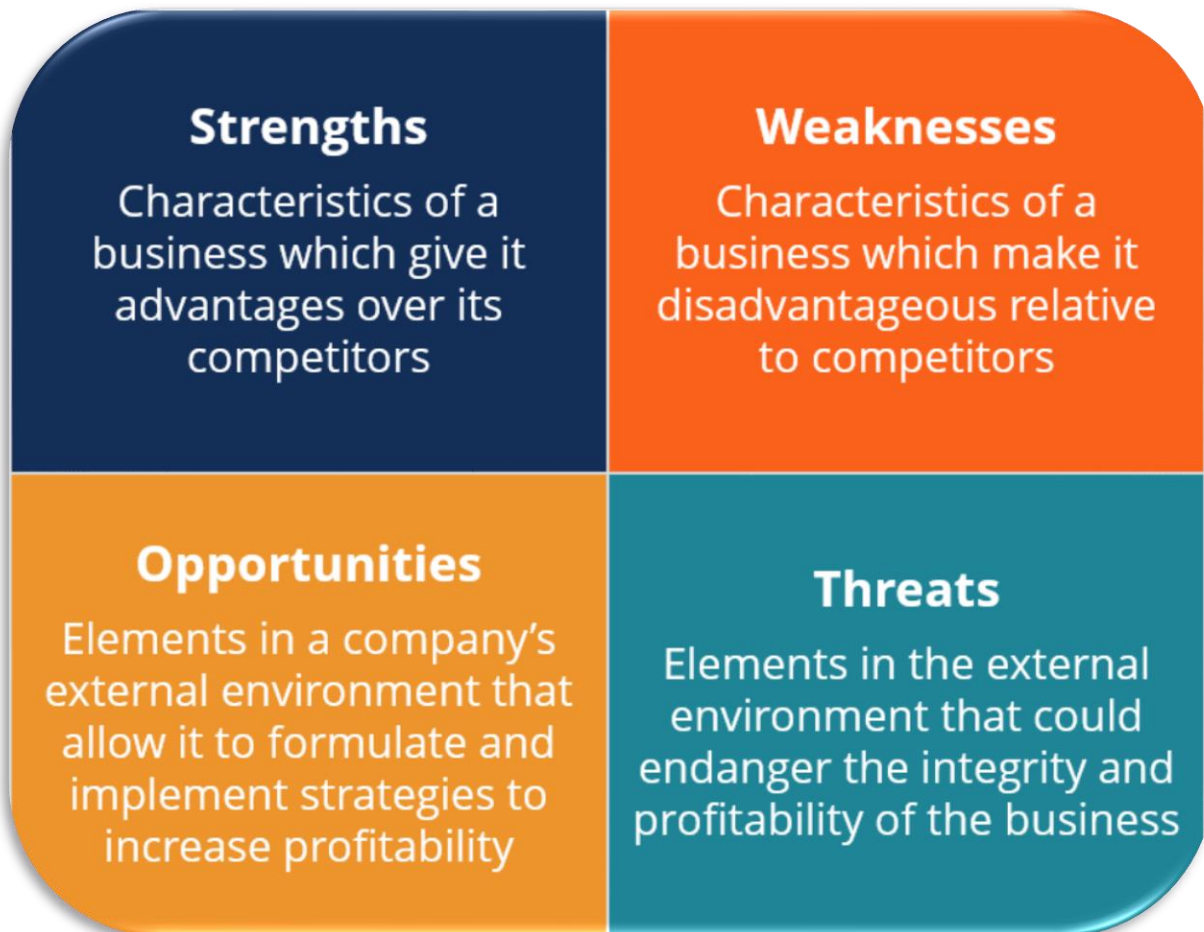 Strengths
Characteristics of a
business which give it
advantages over its
competitors
Weaknesses
Characteristics of a
business which make it
disadvantageous relative
to competitors
Opportunities
Elements in a company’s
external environment that
allow it to formulate and
implement strategies to
increase profitability
Threats
Elements in the external
environment that could
endanger the integrity and
profitability of the business